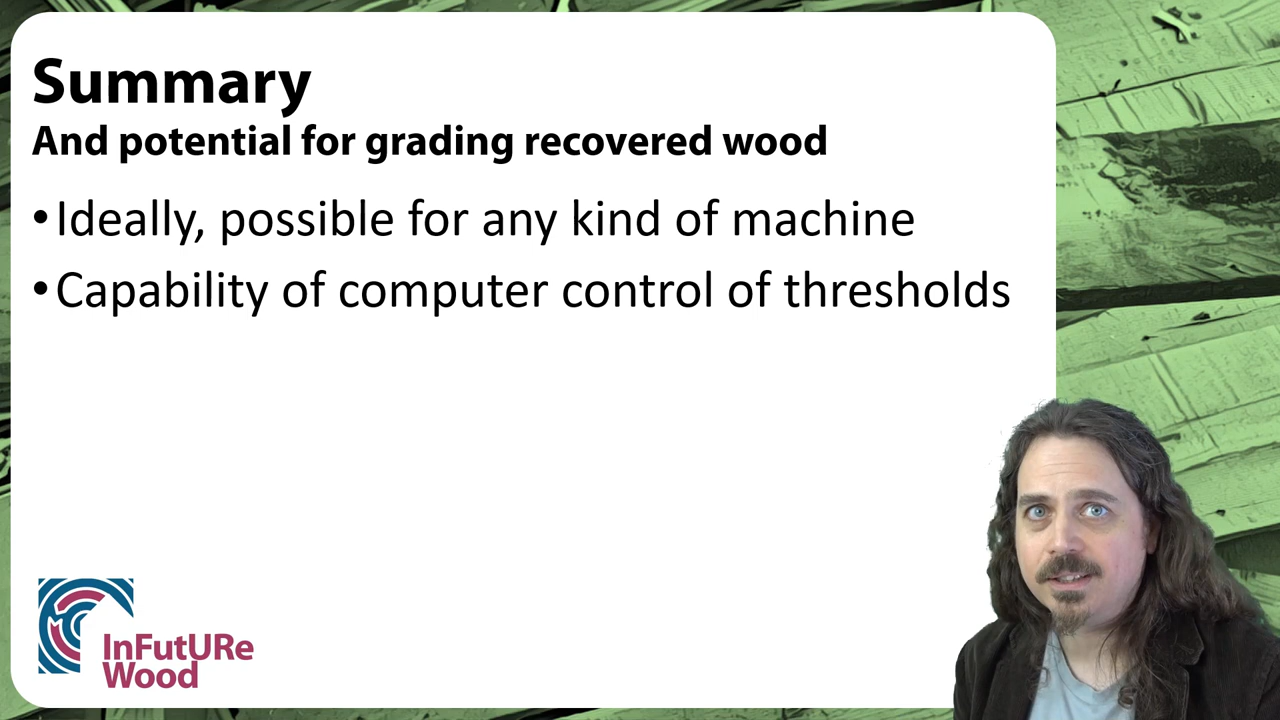 Summary
And potential for grading recovered wood
•Ideally, possible for any kind of machine
•Capability of computer control of thresholds
InFutURe
Wood